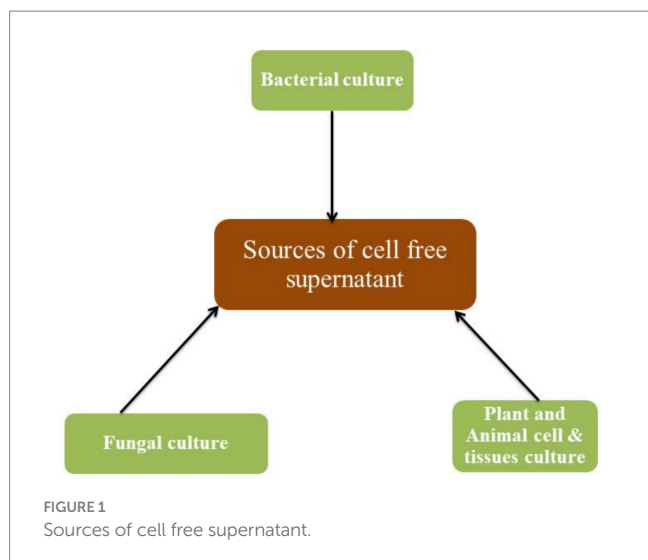 Bacterial culture
Sources of cell free
supernatant
Fungal culture
Plant and
Animal cell &
tissues culture
FIGURE 1
Sources of cell free supernatant.